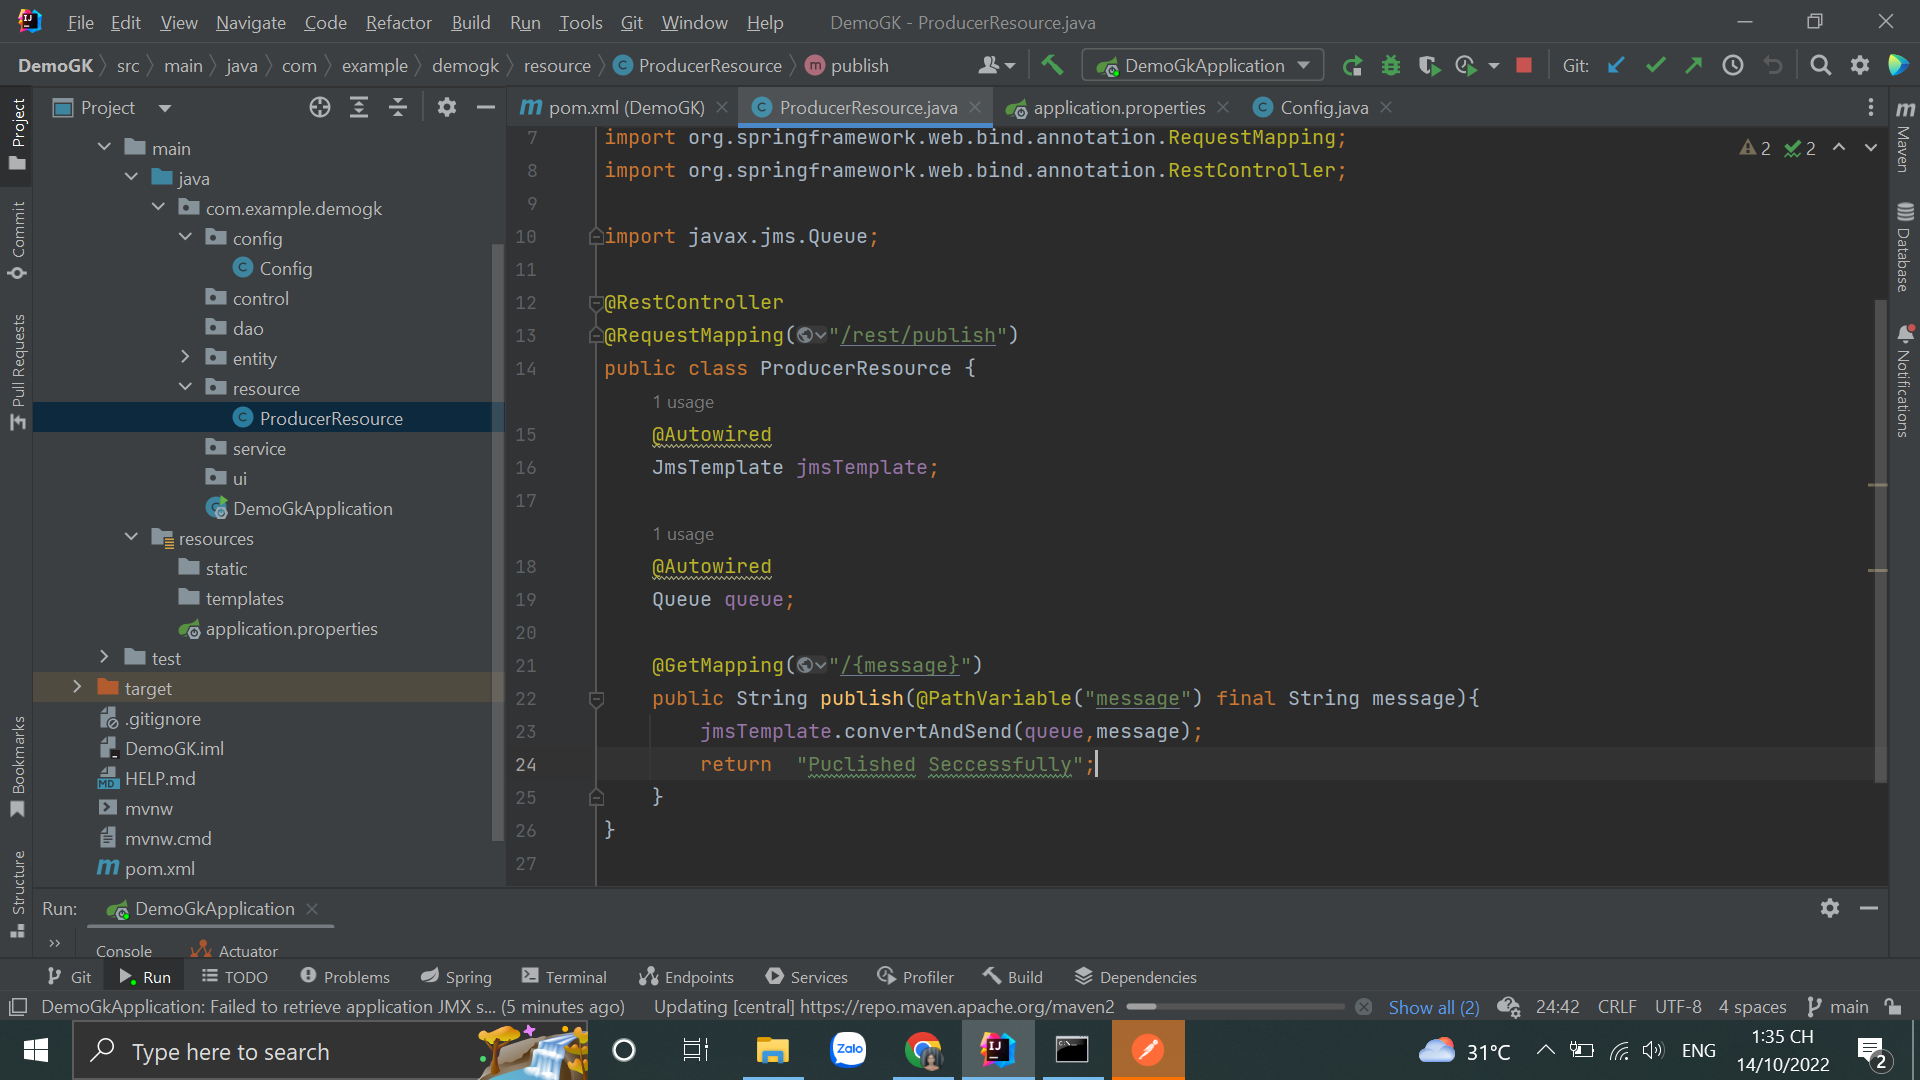 File Edit View Navigate Code Refactor Build Run Tools Git Window Help DemoGK - ProducerResource.java
DemoGK src main java com example demogk resource ProducerResource publish DemoGkApplication Git:
Project
pom.xml (DemoGK) ProducerResource.java application.properties Config.java
Project
Commit
Pull Requests
Bookmarks
Structure
main
java
com.example.demogk
config
Config
control
dao
entity
resource
ProducerResource
service
ui
DemoGkApplication
resources
static
templates
application.properties
test
target
.gitignore
DemoGK.iml
HELP.md
mvnw
mvnw.cmd
pom.xml
7 import org.springframework.web.bind.annotation.RequestMapping;
8 import org.springframework.web.bind.annotation.RestController;
9
10 import javax.jms.Queue;
11
12 @RestController
13 @RequestMapping("/rest/publish")
14 public class ProducerResource {
1 usage
15 @Autowired
16 JmsTemplate jmsTemplate;
17
1 usage
18 @Autowired
19 Queue queue;
20
21 @GetMapping("/{message}")
22 public String publish(@PathVariable("message") final String message){
23 jmsTemplate.convertAndSend(queue,message);
24 return "Puclished Seccessfully";
25 }
26 }
27
2 2
Maven
Database
Notifications
Run: DemoGkApplication
Console Actuator
Git Run TODO Problems Spring Terminal Endpoints Services Profiler Build Dependencies
DemoGkApplication: Failed to retrieve application JMX s... (5 minutes ago) Updating [central] https://repo.maven.apache.org/maven2 Show all (2) 24:42 CRLF UTF-8 4 spaces main
Type here to search
Zalo
31°C
ENG
1:35 CH
14/10/2022
2